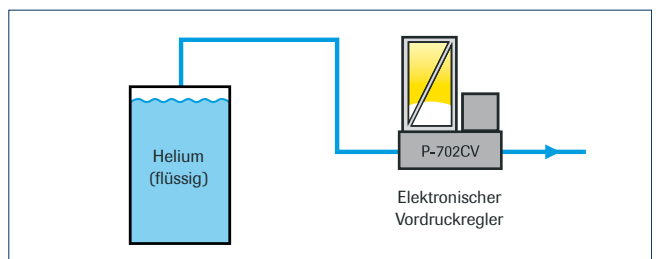 Helium
(flüssig)
P-702CV
Elektronischer
Vordruckregler